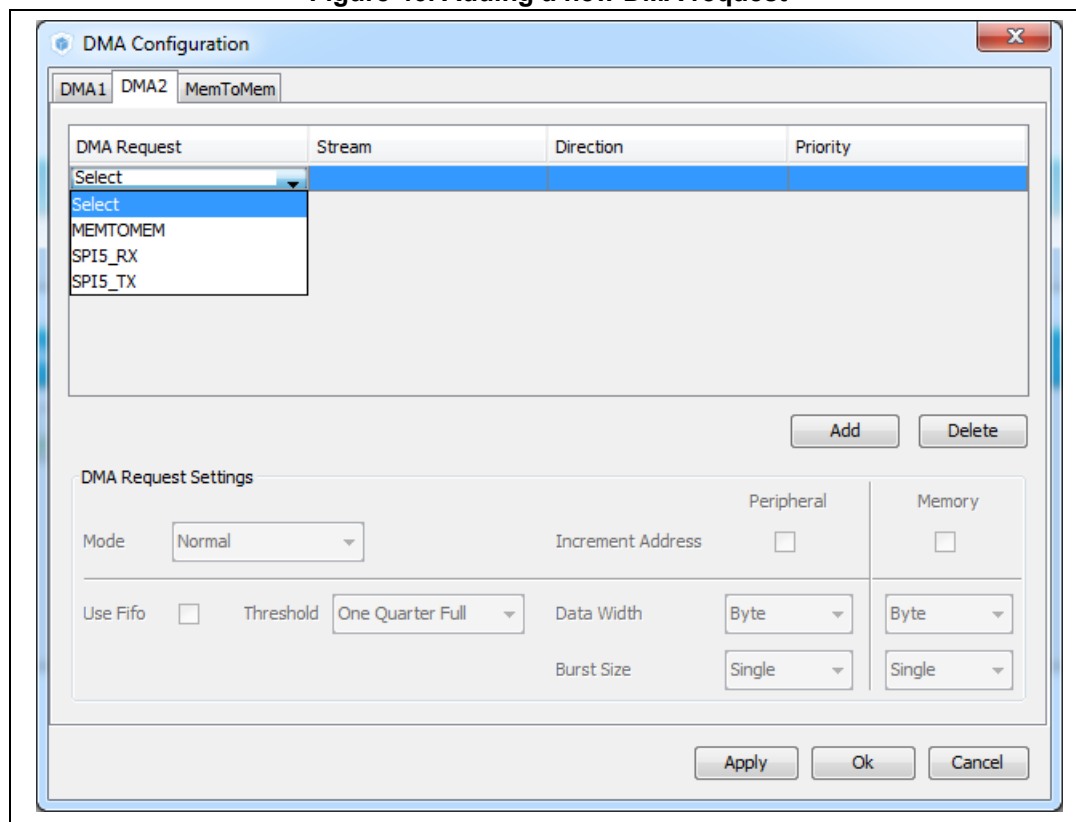 DMA Configuration
DMA1 DMA2 MemToMem
DMA Request Stream Direction Priority
Select
Select
MEMTOMEM
SPI5_RX
SPI5_TX
Add Delete
DMA Request Settings
Peripheral Memory
Mode Normal Increment Address
Use Fifo Threshold One Quarter Full Data Width Byte Byte
Burst Size Single Single
Apply Ok Cancel